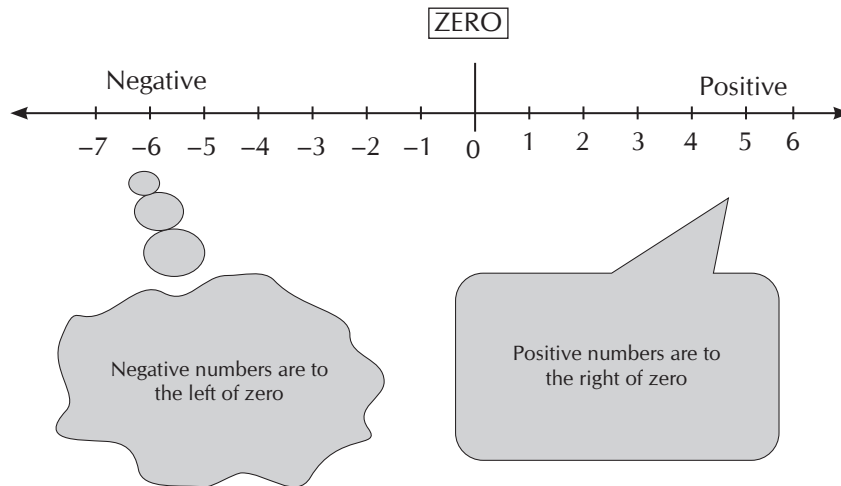 ZERO
Negative
Positive
–7 –6 –5 –4 –3 –2 –1 0 1 2 3 4 5 6
Negative numbers are to
the left of zero
Positive numbers are to
the right of zero